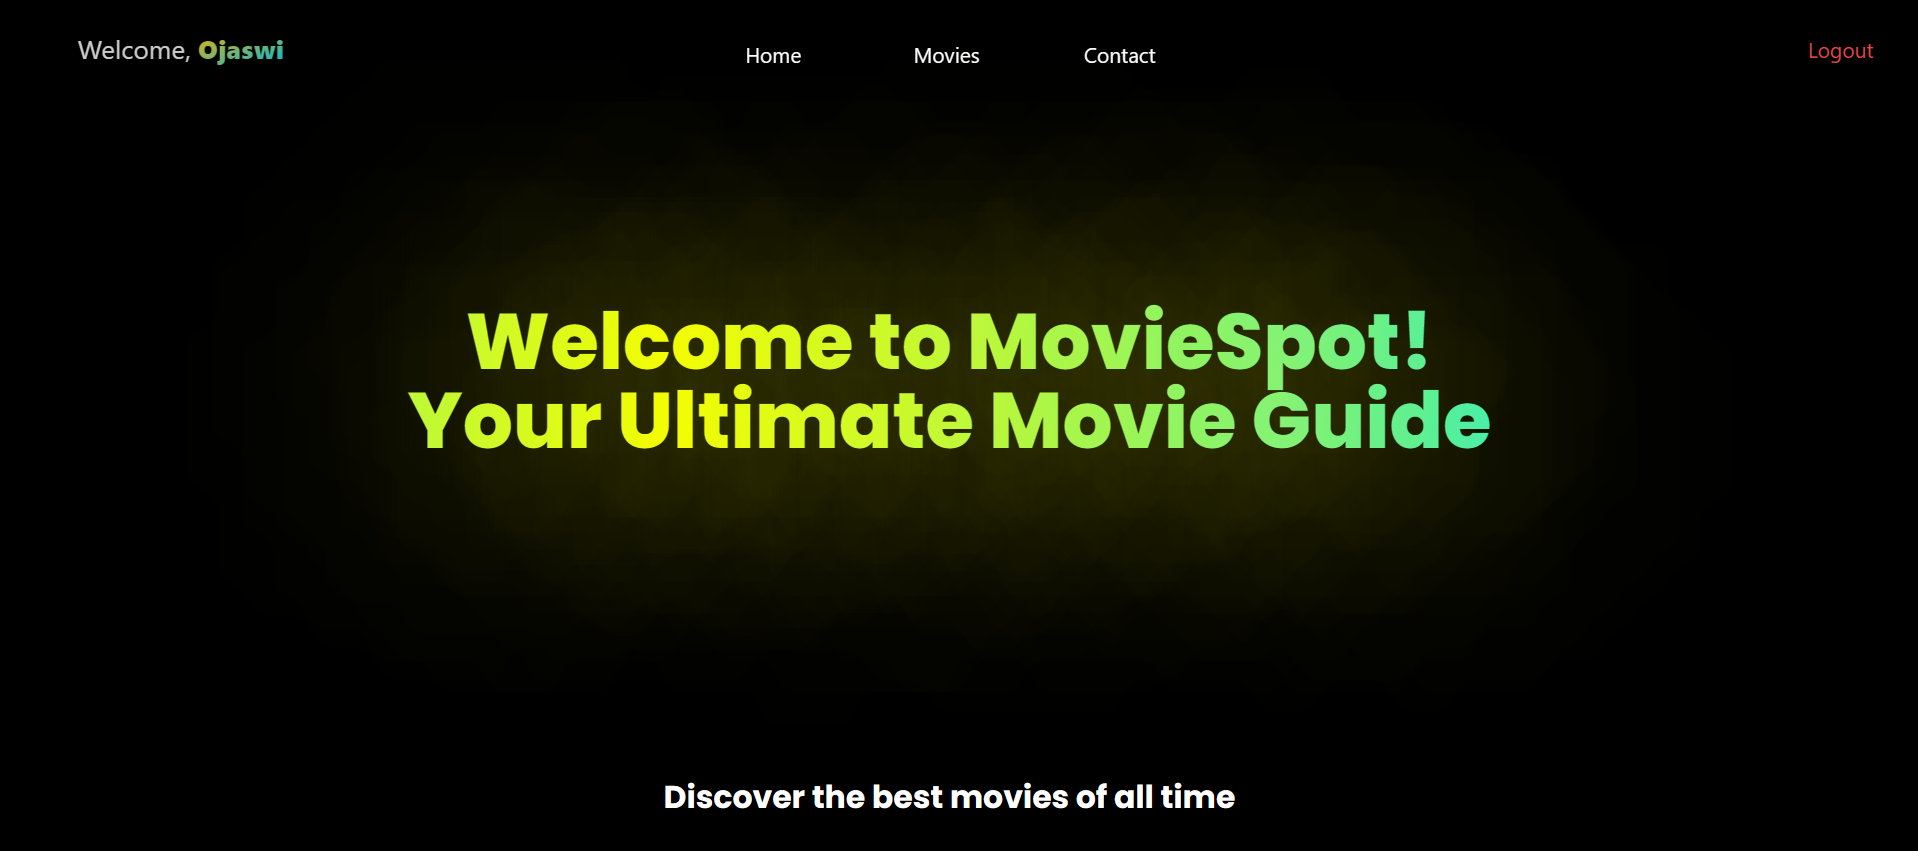 Welcome, Ojaswi
Home
Movies
Contact
Logout
Welcome to MovieSpot!
Your Ultimate Movie Guide
Discover the best movies of all time